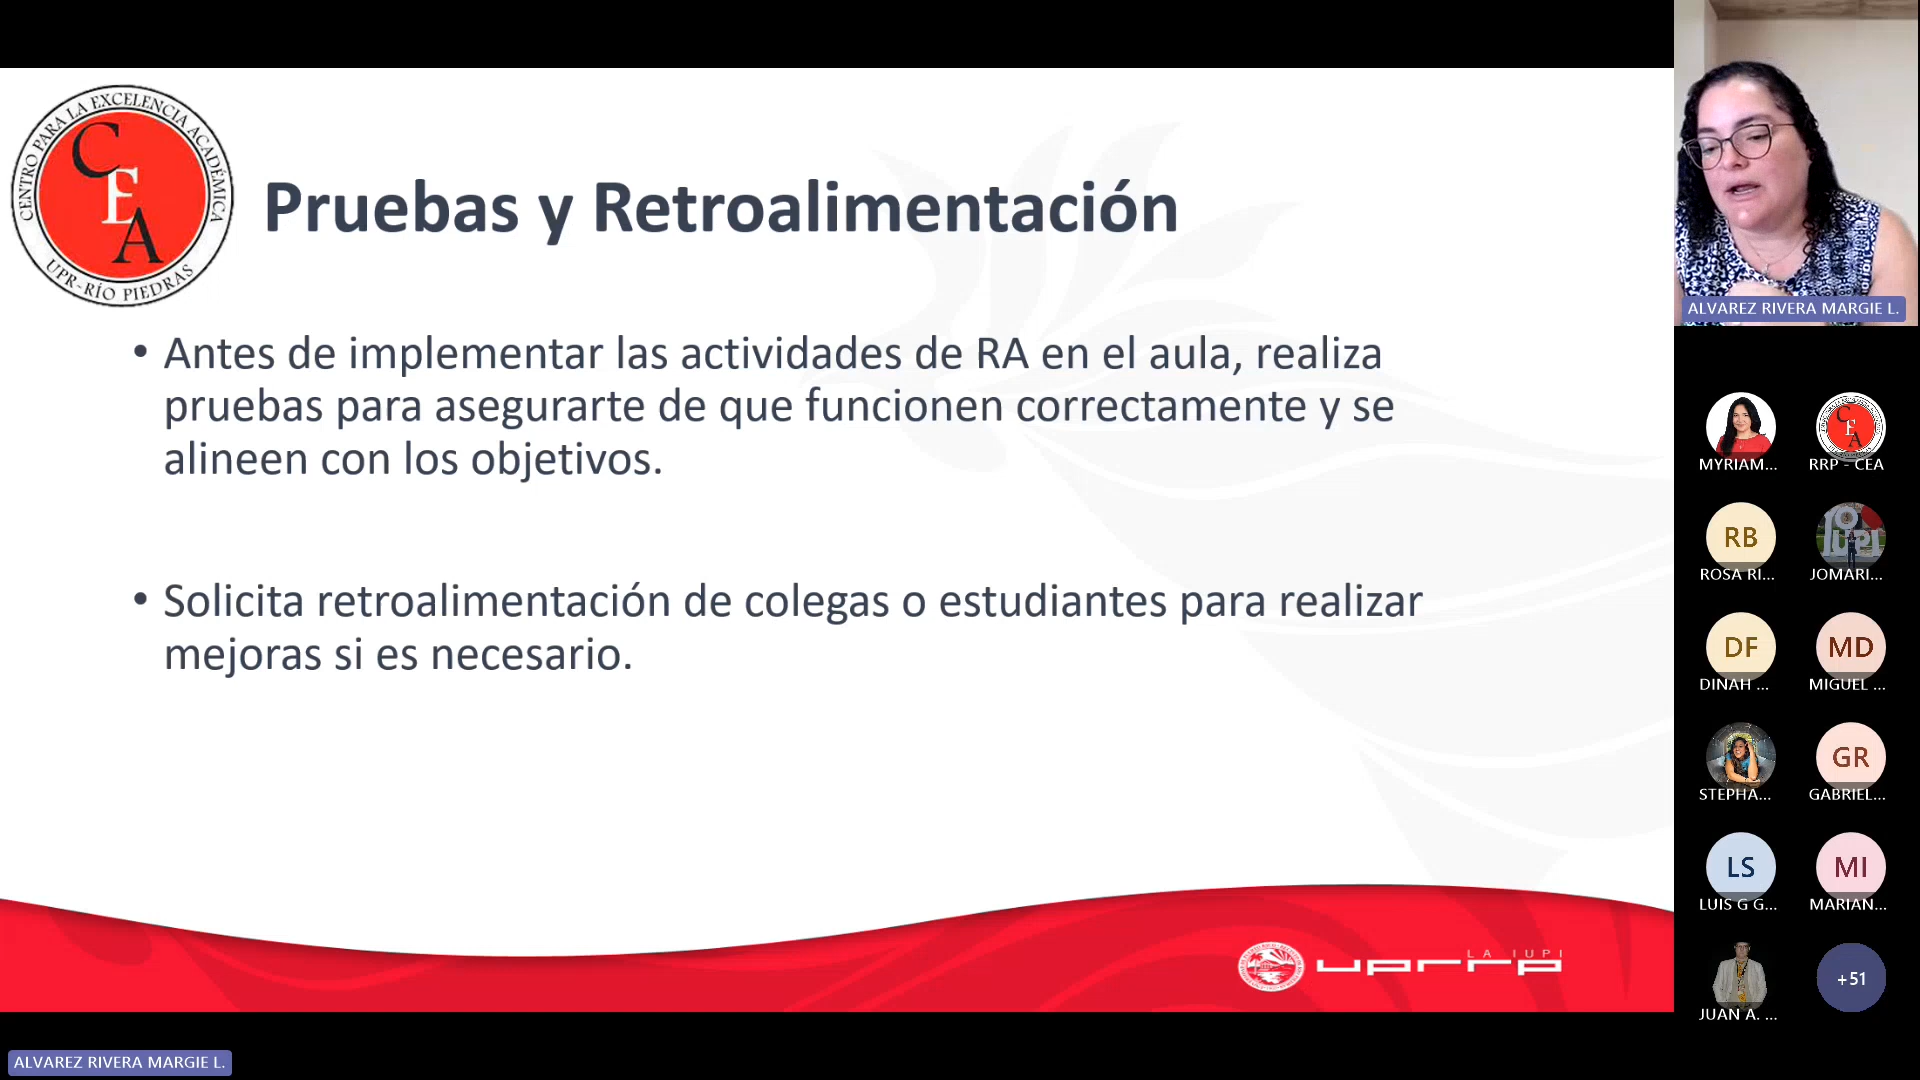 CENTRO PARA LA EXCELENCIA ACADÉMICA
CEA
UPR-RÍO PIEDRAS
Pruebas y Retroalimentación
• Antes de implementar las actividades de RA en el aula, realiza
pruebas para asegurarte de que funcionen correctamente y se
alineen con los objetivos.
• Solicita retroalimentación de colegas o estudiantes para realizar
mejoras si es necesario.
LA IUPI
uprrp
ALVAREZ RIVERA MARGIE L.
MYRIAM...
RRP - CEA
RB
ROSA RI...
JOMARI...
DF
DINAH ...
MD
MIGUEL ...
STEPHA...
GR
GABRIEL...
LS
LUIS G G...
MI
MARIAN...
JUAN A. ...
+51
ALVAREZ RIVERA MARGIE L.